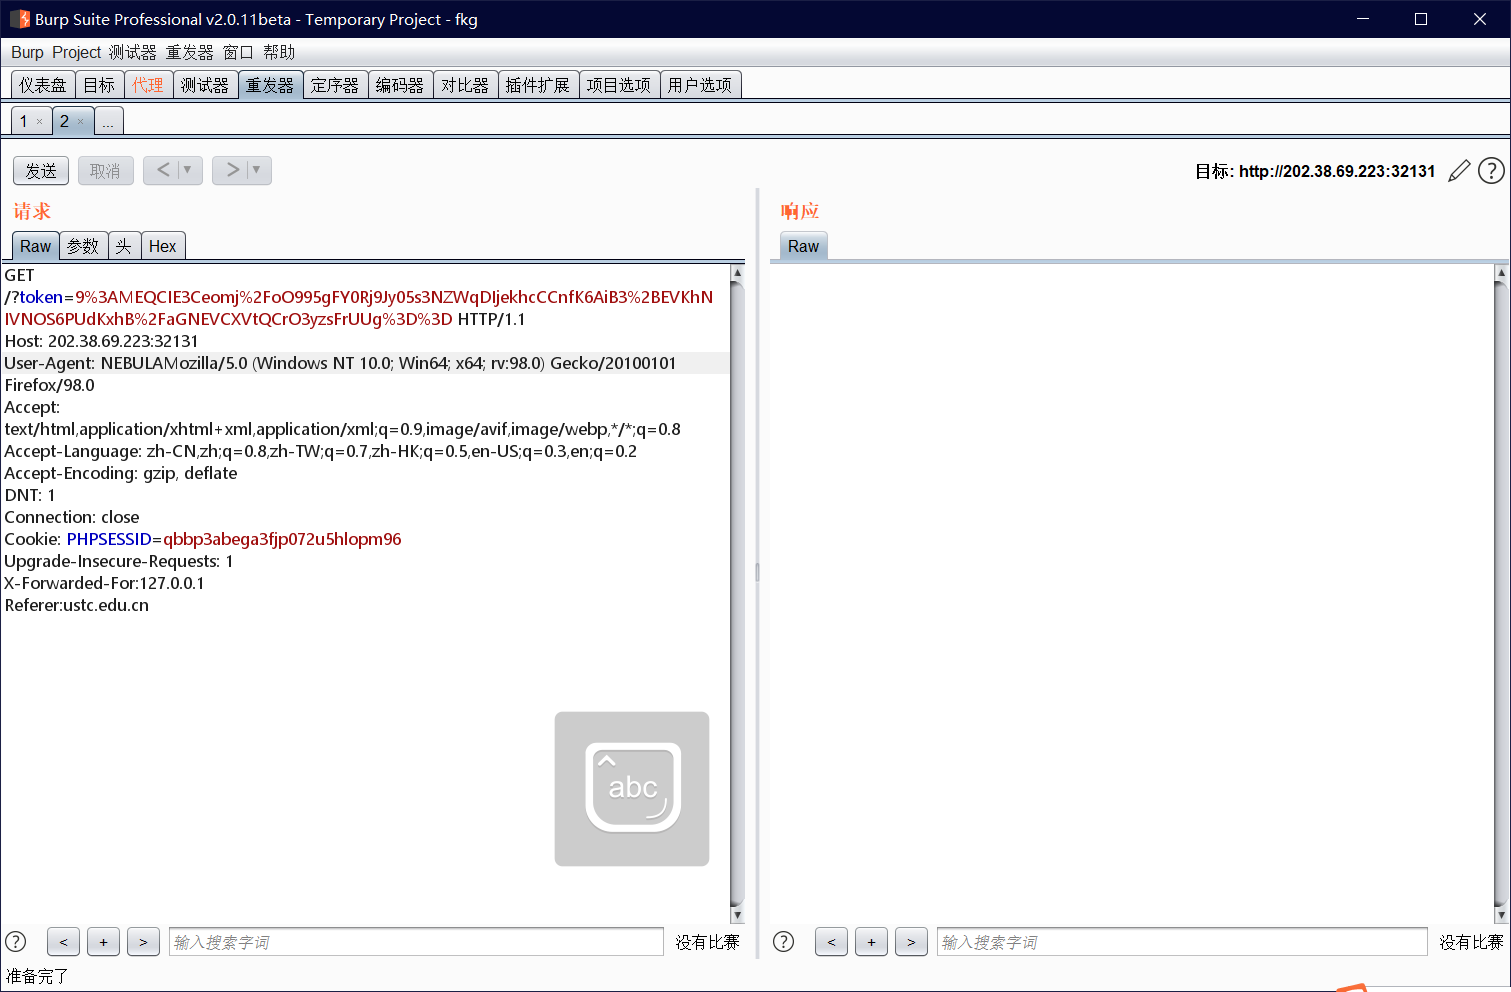 Burp Suite Professional v2.0.11beta - Temporary Project - fkg
Burp Project 测试器 重发器 窗口 帮助
仪表盘 目标 代理 测试器 重发器 定序器 编码器 对比器 插件扩展 项目选项 用户选项
1 × 2 × ...
发送 取消 < ▼ > ▼ 目标: http://202.38.69.223:32131 ?
请求 响应
Raw 参数 头 Hex Raw
GET
/?token=9%3AMEQCIE3Ceomj%2FoO995gFY0Rj9Jy05s3NZWqDIjekhcCCnfK6AiB3%2BEVKhN
IVNOS6PUdKxhB%2FaGNEVCXVtQCrO3yzsFrUUg%3D%3D HTTP/1.1
Host: 202.38.69.223:32131
User-Agent: NEBULAMozilla/5.0 (Windows NT 10.0; Win64; x64; rv:98.0) Gecko/20100101
Firefox/98.0
Accept:
text/html,application/xhtml+xml,application/xml;q=0.9,image/avif,image/webp,*/*;q=0.8
Accept-Language: zh-CN,zh;q=0.8,zh-TW;q=0.7,zh-HK;q=0.5,en-US;q=0.3,en;q=0.2
Accept-Encoding: gzip, deflate
DNT: 1
Connection: close
Cookie: PHPSESSID=qbbp3abega3fjp072u5hlopm96
Upgrade-Insecure-Requests: 1
X-Forwarded-For:127.0.0.1
Referer:ustc.edu.cn
abc
? < + > 输入搜索字词 没有比赛 ? < + > 输入搜索字词 没有比赛
准备完了